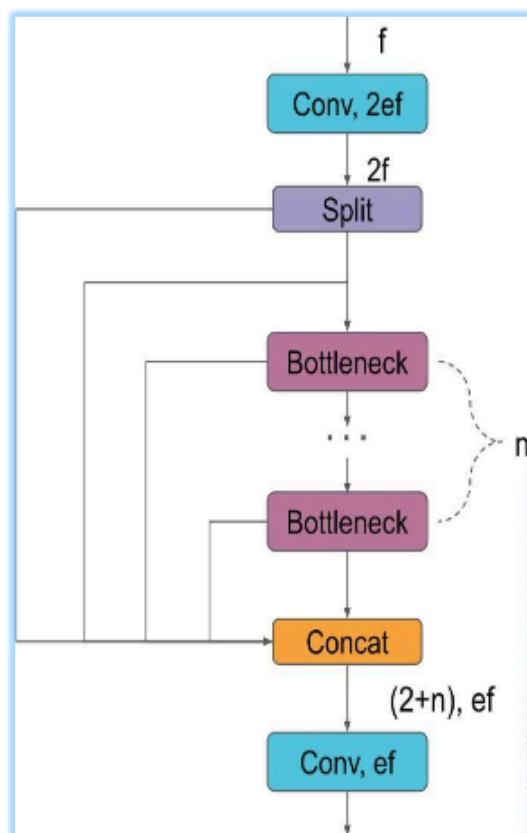 f
Conv, 2ef
2f
Split
Bottleneck
...
n
Bottleneck
Concat
(2+n), ef
Conv, ef